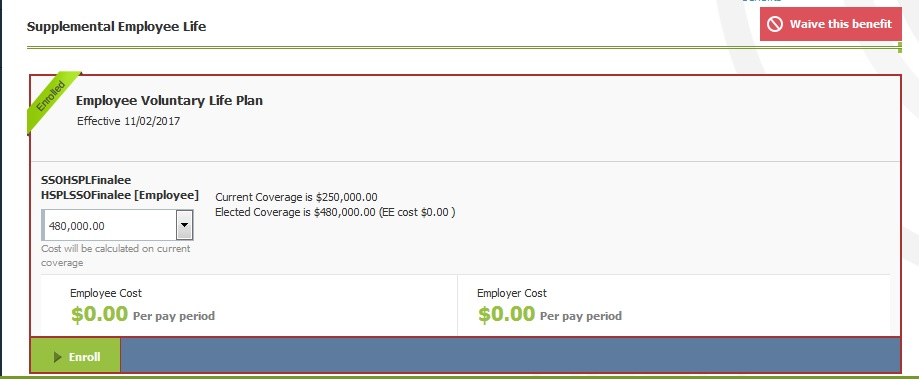 Supplemental Employee Life
Waive this benefit
Enrolled
Employee Voluntary Life Plan
Effective 11/02/2017
SSOHSPLFinalee
HSPLSSOFinalee [Employee]
Current Coverage is $250,000.00
Elected Coverage is $480,000.00 (EE cost $0.00 )
480,000.00
Cost will be calculated on current
coverage
Employee Cost
$0.00 Per pay period
Employer Cost
$0.00 Per pay period
Enroll